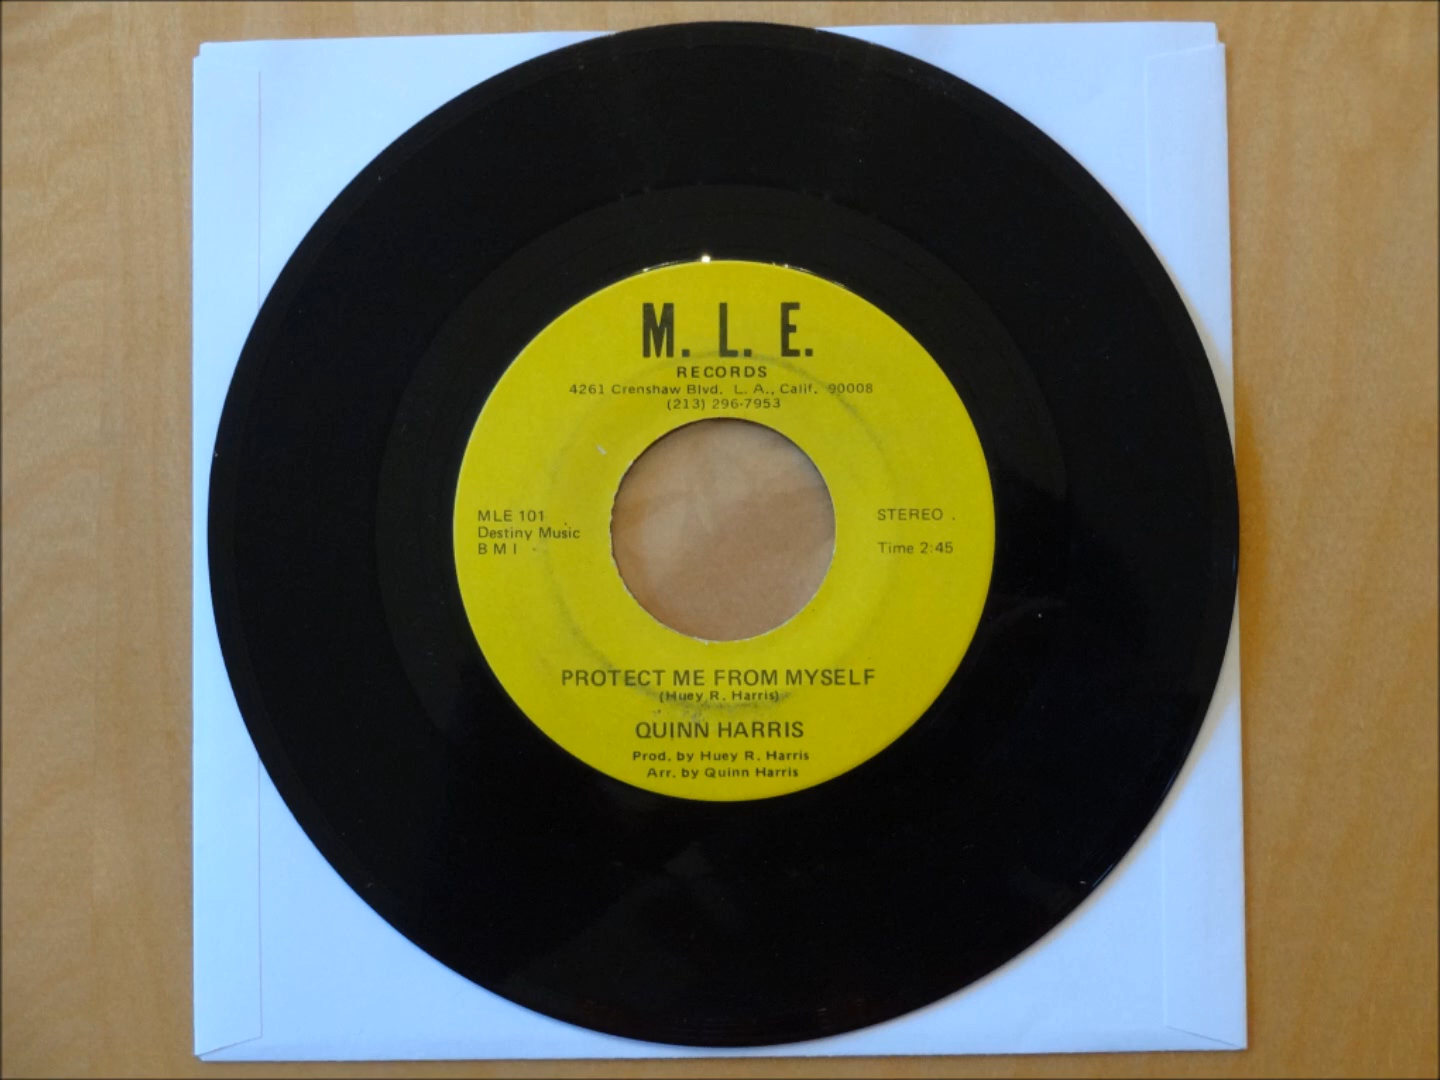 M. L. E.
RECORDS
4261 Crenshaw Blvd. L. A., Calif. 90008
(213) 296-7953
MLE 101
Destiny Music
B M I
STEREO
Time 2:45
PROTECT ME FROM MYSELF
(Huey R. Harris)
QUINN HARRIS
Prod. by Huey R. Harris
Arr. by Quinn Harris